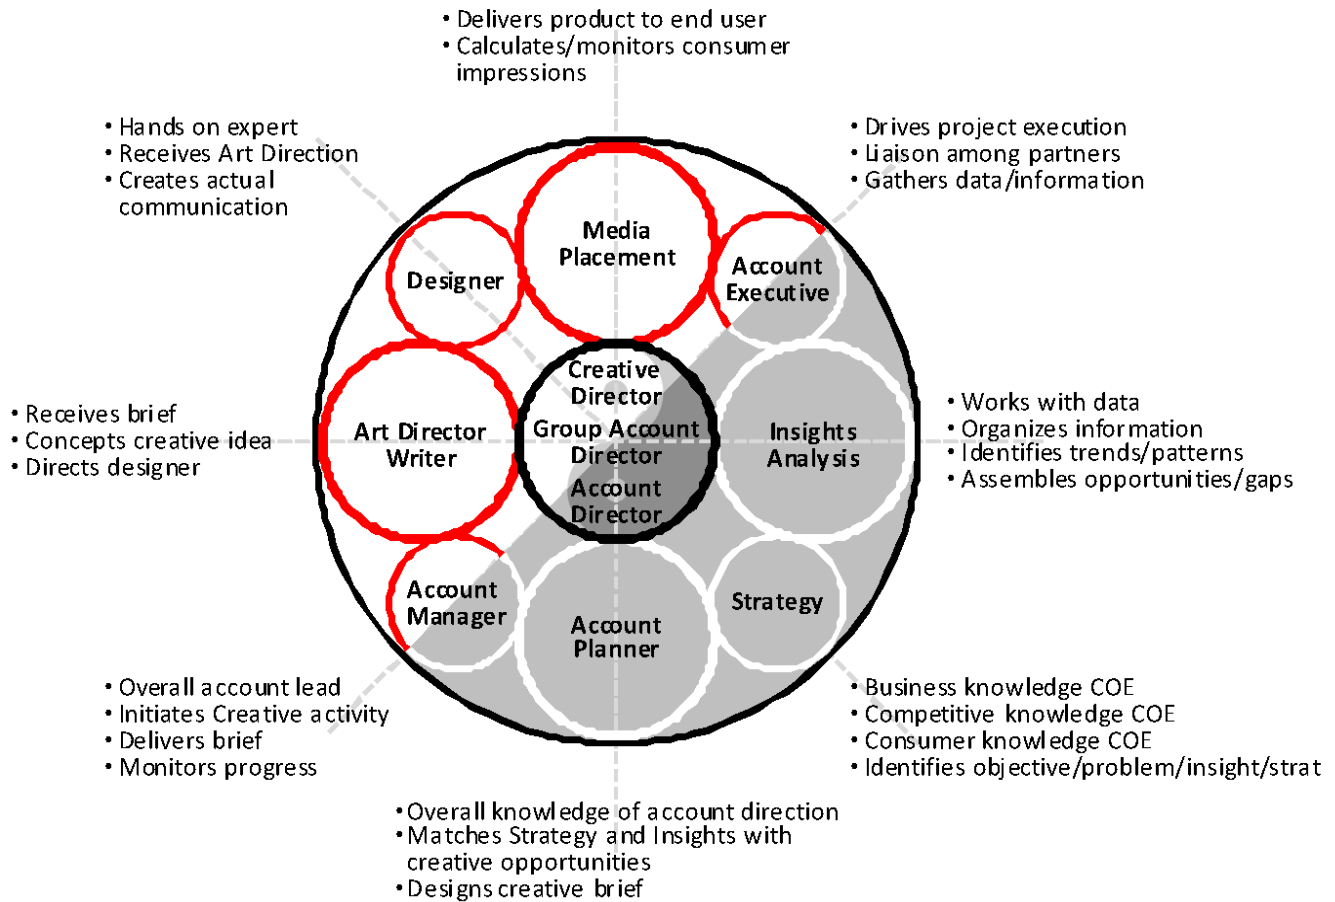 • Delivers product to end user
• Calculates/monitors consumer
impressions
• Hands on expert
• Receives Art Direction
• Creates actual
communication
• Drives project execution
• Liaison among partners
• Gathers data/information
Media
Placement
Designer
Account
Executive
Creative
Director
Group Account
Director
Account
Director
Art Director
Writer
Insights
Analysis
• Receives brief
• Concepts creative idea
• Directs designer
• Works with data
• Organizes information
• Identifies trends/patterns
• Assembles opportunities/gaps
Account
Manager
Account
Planner
Strategy
• Overall account lead
• Initiates Creative activity
• Delivers brief
• Monitors progress
• Business knowledge COE
• Competitive knowledge COE
• Consumer knowledge COE
• Identifies objective/problem/insight/strat
• Overall knowledge of account direction
• Matches Strategy and Insights with
creative opportunities
• Designs creative brief